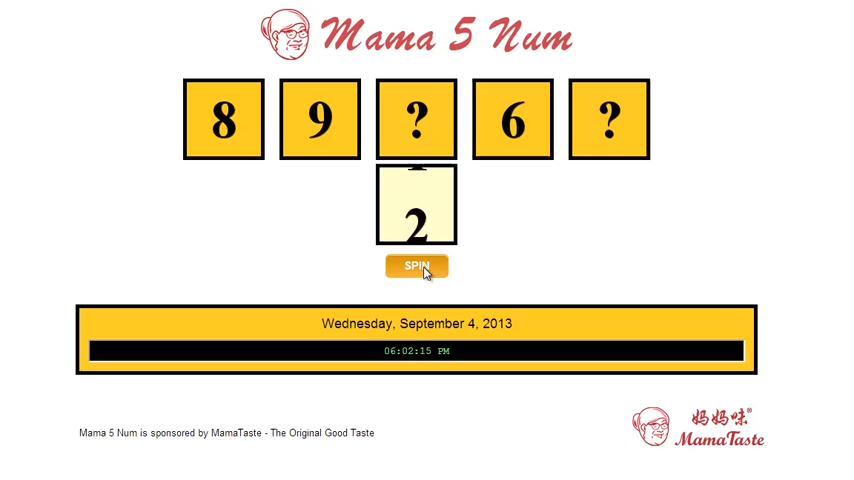 Mama 5 Num
8 9 ? 6 ?
2
SPIN
Wednesday, September 4, 2013
06:02:15 PM
妈妈味®
MamaTaste
Mama 5 Num is sponsored by MamaTaste - The Original Good Taste